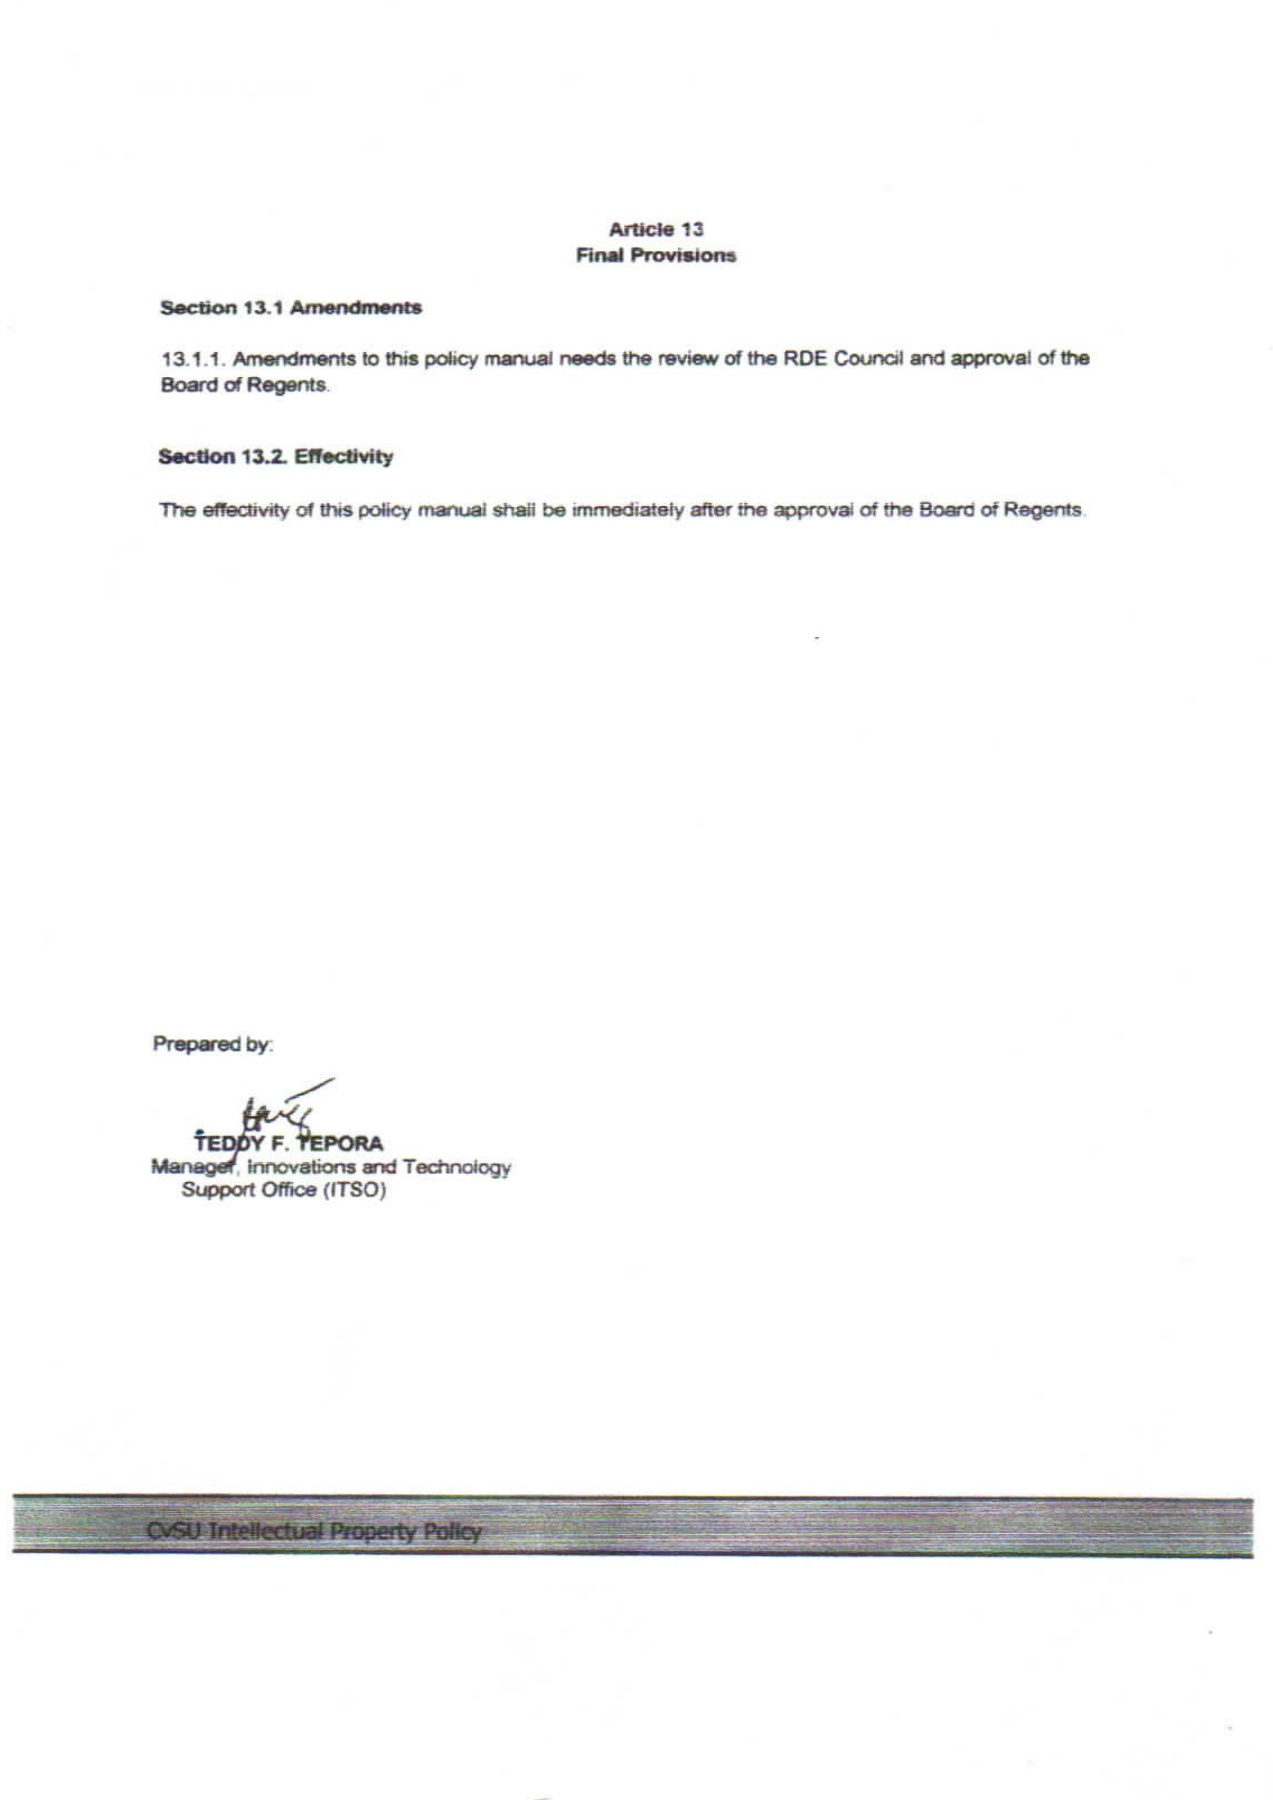 Article 13
Final Provisions
Section 13.1 Amendments
13.1.1. Amendments to this policy manual needs the review of the RDE Council and approval of the
Board of Regents.
Section 13.2. Effectivity
The effectivity of this policy manual shall be immediately after the approval of the Board of Regents.
Prepared by:
TEDDY F. TEPORA
Manager, Innovations and Technology
Support Office (ITSO)
CvSU Intellectual Property Policy